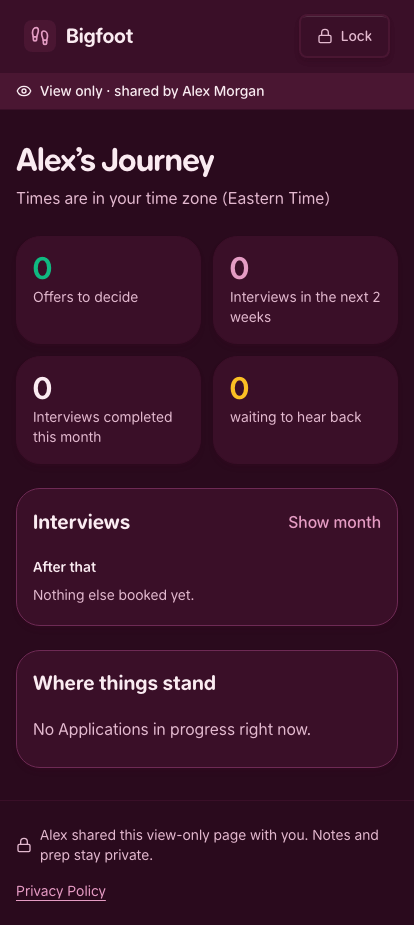 Bigfoot
Lock
View only · shared by Alex Morgan
Alex’s Journey
Times are in your time zone (Eastern Time)
0
Offers to decide
0
Interviews in the next 2
weeks
0
Interviews completed
this month
0
waiting to hear back
Interviews
Show month
After that
Nothing else booked yet.
Where things stand
No Applications in progress right now.
Alex shared this view-only page with you. Notes and
prep stay private.
Privacy Policy